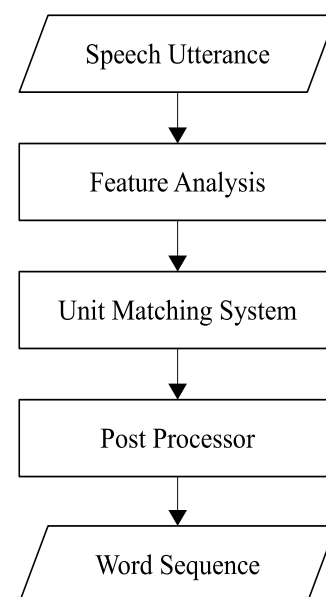 Speech Utterance
Feature Analysis
Unit Matching System
Post Processor
Word Sequence